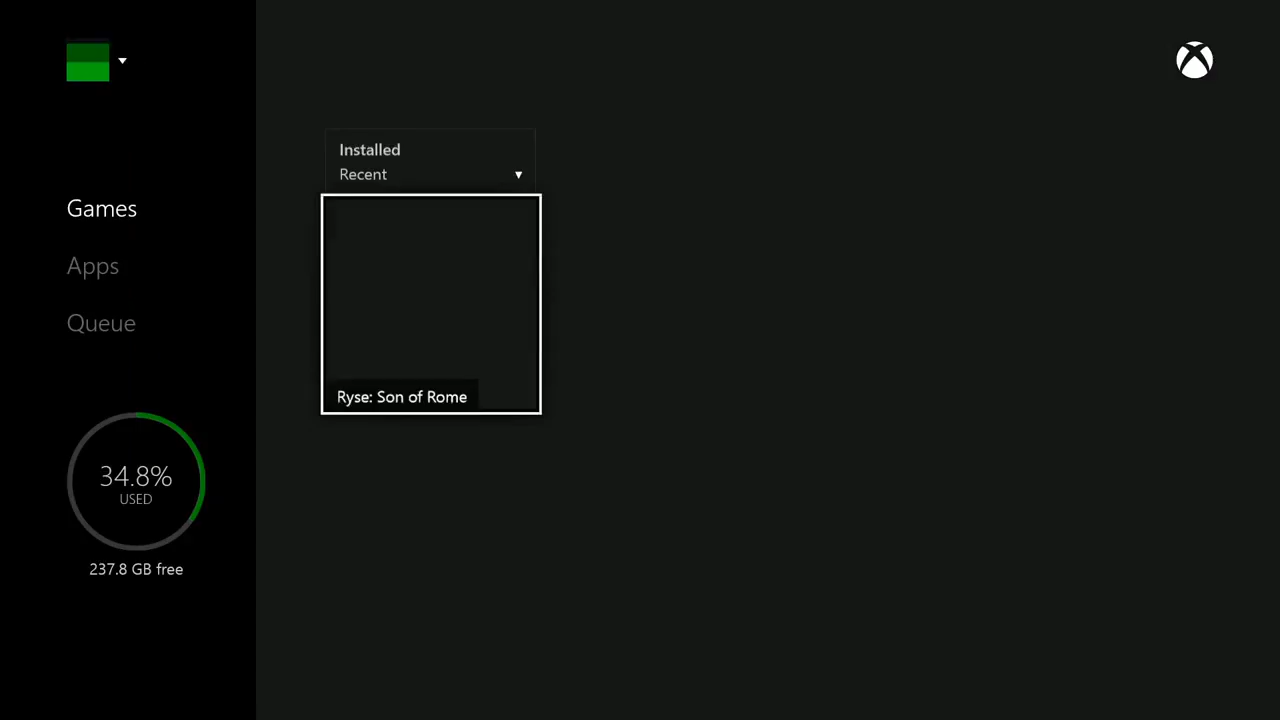 Games
Apps
Queue
34.8%
USED
237.8 GB free
Installed
Recent
Ryse: Son of Rome